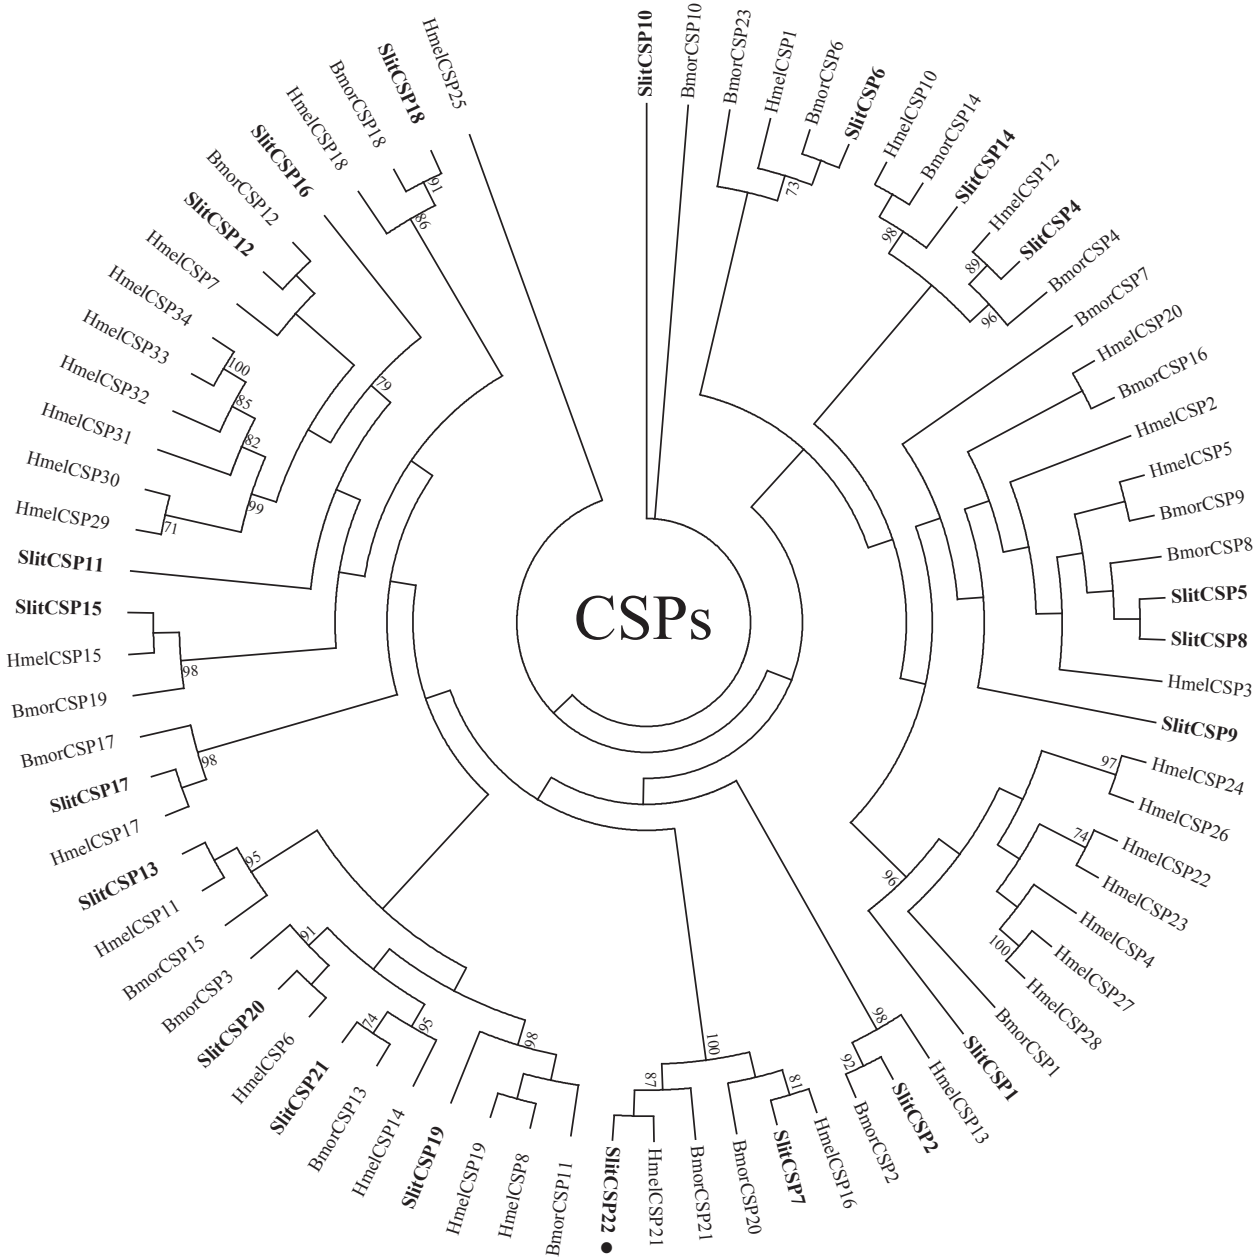 SlitCSP10
BmorCSP10
BmorCSP23
HmelCSP1
BmorCSP6
SlitCSP6
HmelCSP10
BmorCSP14
SlitCSP14
HmelCSP12
SlitCSP4
BmorCSP4
BmorCSP7
HmelCSP20
BmorCSP16
HmelCSP2
HmelCSP5
BmorCSP9
BmorCSP8
SlitCSP5
SlitCSP8
HmelCSP3
SlitCSP9
HmelCSP24
HmelCSP26
HmelCSP22
HmelCSP23
HmelCSP4
HmelCSP27
HmelCSP28
BmorCSP1
SlitCSP1
HmelCSP13
SlitCSP2
BmorCSP2
HmelCSP16
SlitCSP7
BmorCSP20
BmorCSP21
HmelCSP21
SlitCSP22 ●
BmorCSP11
HmelCSP8
HmelCSP19
SlitCSP19
HmelCSP14
BmorCSP13
SlitCSP21
HmelCSP6
SlitCSP20
BmorCSP3
BmorCSP15
HmelCSP11
SlitCSP13
HmelCSP17
SlitCSP17
BmorCSP17
BmorCSP19
HmelCSP15
SlitCSP15
SlitCSP11
HmelCSP29
HmelCSP30
HmelCSP31
HmelCSP32
HmelCSP33
HmelCSP34
HmelCSP7
SlitCSP12
BmorCSP12
SlitCSP16
HmelCSP18
BmorCSP18
SlitCSP18
HmelCSP25
73
98
89
96
97
74
100
96
98
92
81
100
87
98
95
74
91
95
98
98
71
99
82
85
100
79
86
91
CSPs